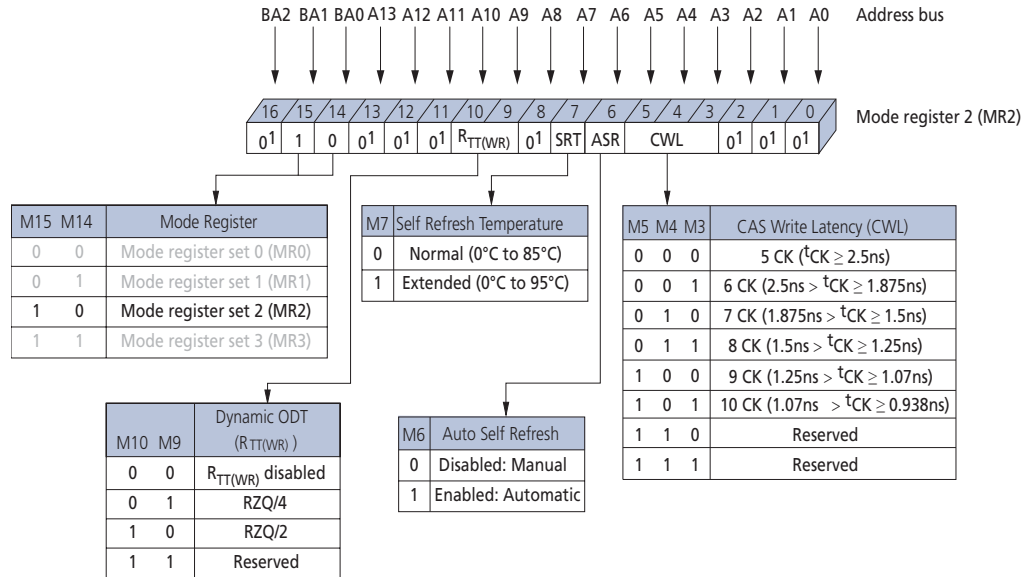 BA2 BA1 BA0 A13 A12 A11 A10 A9 A8 A7 A6 A5 A4 A3 A2 A1 A0 Address bus
16 15 14 13 12 11 10 9 8 7 6 5 4 3 2 1 0 Mode register 2 (MR2)
0¹ 1 0 0¹ 0¹ 0¹ RTT(WR) 0¹ SRT ASR CWL 0¹ 0¹ 0¹
M15 M14 Mode Register
0 0 Mode register set 0 (MR0)
0 1 Mode register set 1 (MR1)
1 0 Mode register set 2 (MR2)
1 1 Mode register set 3 (MR3)
M7 Self Refresh Temperature
0 Normal (0°C to 85°C)
1 Extended (0°C to 95°C)
M5 M4 M3 CAS Write Latency (CWL)
0 0 0 5 CK (tCK ≥ 2.5ns)
0 0 1 6 CK (2.5ns > tCK ≥ 1.875ns)
0 1 0 7 CK (1.875ns > tCK ≥ 1.5ns)
0 1 1 8 CK (1.5ns > tCK ≥ 1.25ns)
1 0 0 9 CK (1.25ns > tCK ≥ 1.07ns)
1 0 1 10 CK (1.07ns > tCK ≥ 0.938ns)
1 1 0 Reserved
1 1 1 Reserved
M10 M9 Dynamic ODT
(RTT(WR) )
0 0 RTT(WR) disabled
0 1 RZQ/4
1 0 RZQ/2
1 1 Reserved
M6 Auto Self Refresh
0 Disabled: Manual
1 Enabled: Automatic